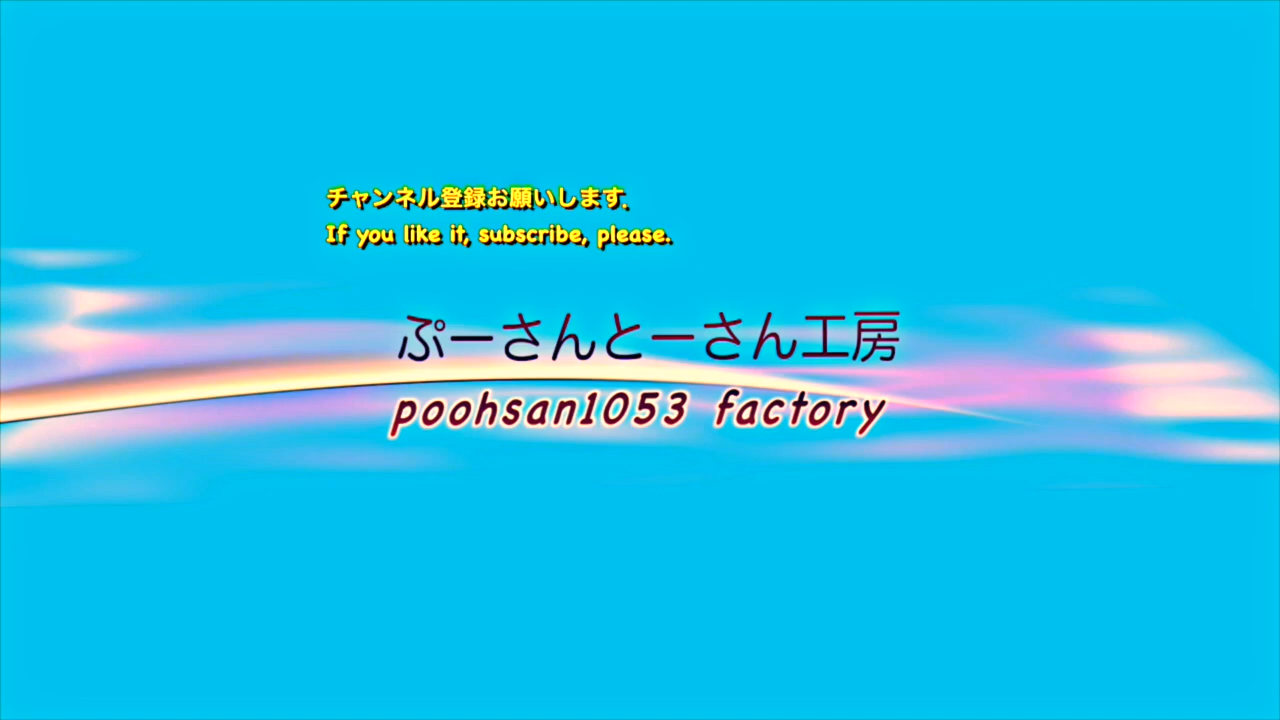 チャンネル登録お願いします.
If you like it, subscribe, please.
ぷーさんとーさん工房
poohsan1053 factory